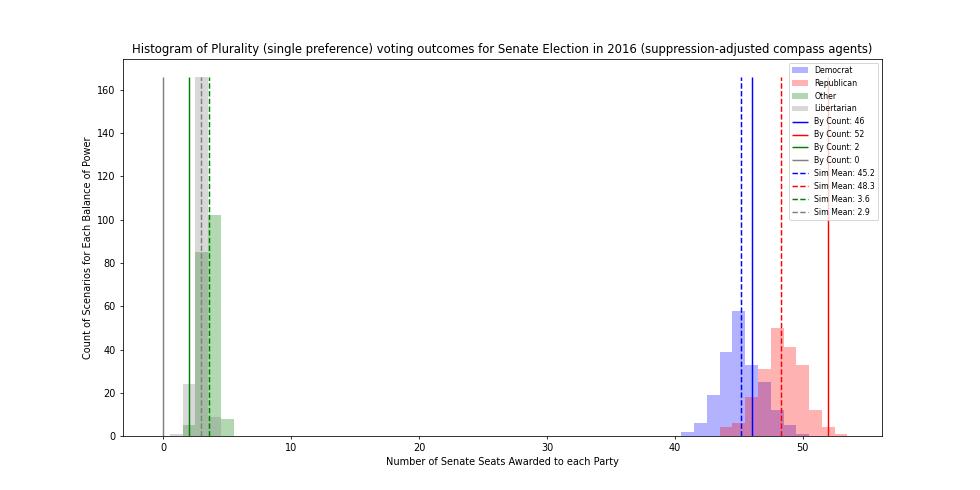 Histogram of Plurality (single preference) voting outcomes for Senate Election in 2016 (suppression-adjusted compass agents)
Democrat
Republican
Other
Libertarian
By Count: 46
By Count: 52
By Count: 2
By Count: 0
Sim Mean: 45.2
Sim Mean: 48.3
Sim Mean: 3.6
Sim Mean: 2.9
Count of Scenarios for Each Balance of Power
160
140
120
100
80
60
40
20
0
0 10 20 30 40 50
Number of Senate Seats Awarded to each Party